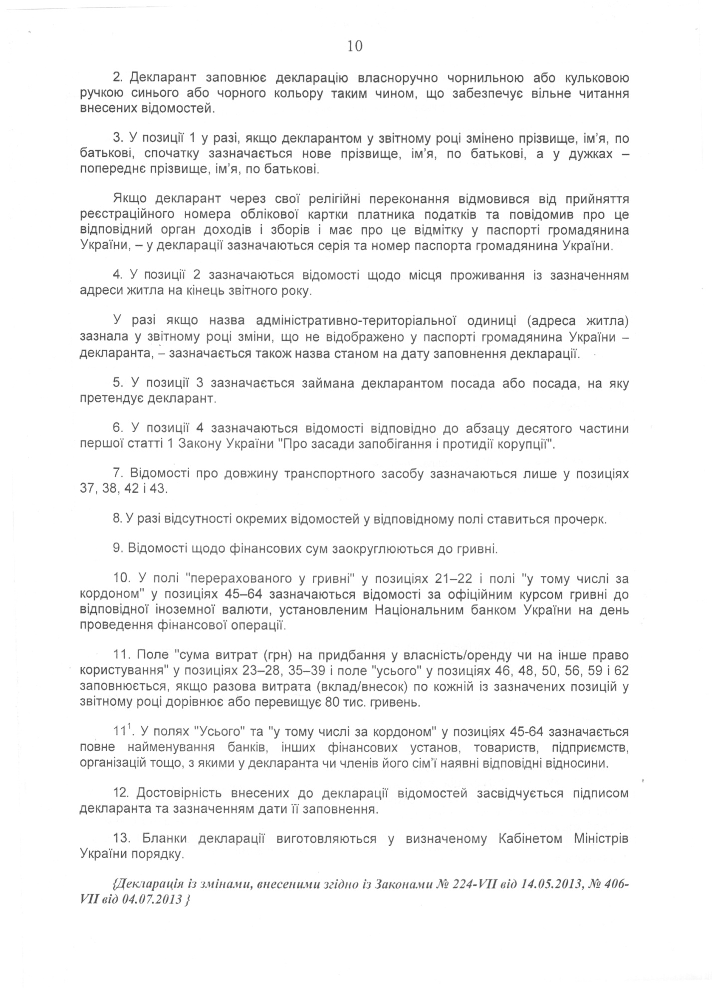 10
2. Декларант заповнює декларацію власноручно чорнильною або кульковою
ручкою синього або чорного кольору таким чином, що забезпечує вільне читання
внесених відомостей.
3. У позиції 1 у разі, якщо декларантом у звітному році змінено прізвище, ім’я, по
батькові, спочатку зазначається нове прізвище, ім’я, по батькові, а у дужках –
попереднє прізвище, ім’я, по батькові.
Якщо декларант через свої релігійні переконання відмовився від прийняття
реєстраційного номера облікової картки платника податків та повідомив про це
відповідний орган доходів і зборів і має про це відмітку у паспорті громадянина
України, – у декларації зазначаються серія та номер паспорта громадянина України.
4. У позиції 2 зазначаються відомості щодо місця проживання із зазначенням
адреси житла на кінець звітного року.
У разі якщо назва адміністративно-територіальної одиниці (адреса житла)
зазнала у звітному році зміни, що не відображено у паспорті громадянина України –
декларанта, – зазначається також назва станом на дату заповнення декларації.
5. У позиції 3 зазначається займана декларантом посада або посада, на яку
претендує декларант.
6. У позиції 4 зазначаються відомості відповідно до абзацу десятого частини
першої статті 1 Закону України "Про засади запобігання і протидії корупції".
7. Відомості про довжину транспортного засобу зазначаються лише у позиціях
37, 38, 42 і 43.
8. У разі відсутності окремих відомостей у відповідному полі ставиться прочерк.
9. Відомості щодо фінансових сум заокруглюються до гривні.
10. У полі "перерахованого у гривні" у позиціях 21–22 і полі "у тому числі за
кордоном" у позиціях 45–64 зазначаються відомості за офіційним курсом гривні до
відповідної іноземної валюти, установленим Національним банком України на день
проведення фінансової операції.
11. Поле "сума витрат (грн) на придбання у власність/оренду чи на інше право
користування" у позиціях 23–28, 35–39 і поле "усього" у позиціях 46, 48, 50, 56, 59 і 62
заповнюється, якщо разова витрата (вклад/внесок) по кожній із зазначених позицій у
звітному році дорівнює або перевищує 80 тис. гривень.
11¹. У полях "Усього" та "у тому числі за кордоном" у позиціях 45-64 зазначається
повне найменування банків, інших фінансових установ, товариств, підприємств,
організацій тощо, з якими у декларанта чи членів його сім’ї наявні відповідні відносини.
12. Достовірність внесених до декларації відомостей засвідчується підписом
декларанта та зазначенням дати її заповнення.
13. Бланки декларації виготовляються у визначеному Кабінетом Міністрів
України порядку.
{Декларація із змінами, внесеними згідно із Законами № 224-VII від 14.05.2013, № 406-
VII від 04.07.2013 }